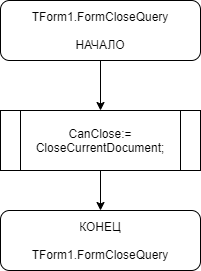 TForm1.FormCloseQuery
НАЧАЛО
CanClose:=
CloseCurrentDocument;
КОНЕЦ
TForm1.FormCloseQuery